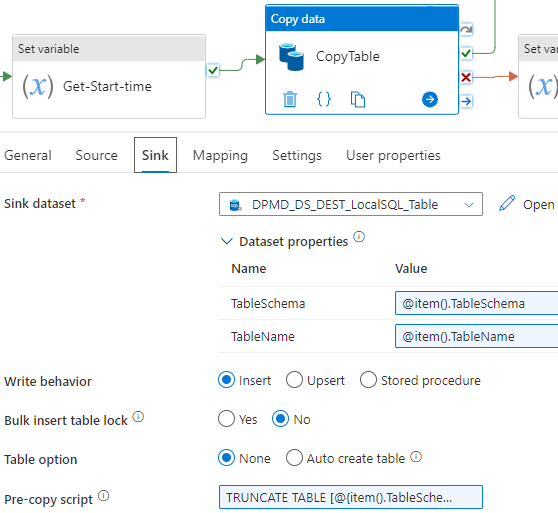 Copy data
Set variable
CopyTable
Set var
(x) Get-Start-time
(x)
{}
General Source Sink Mapping Settings User properties
Sink dataset * DPMD_DS_DEST_LocalSQL_Table Open
SQL
Dataset properties
Name Value
TableSchema @item().TableSchema
TableName @item().TableName
Write behavior Insert Upsert Stored procedure
Bulk insert table lock Yes No
Table option None Auto create table
Pre-copy script TRUNCATE TABLE [@{item().TableSche...